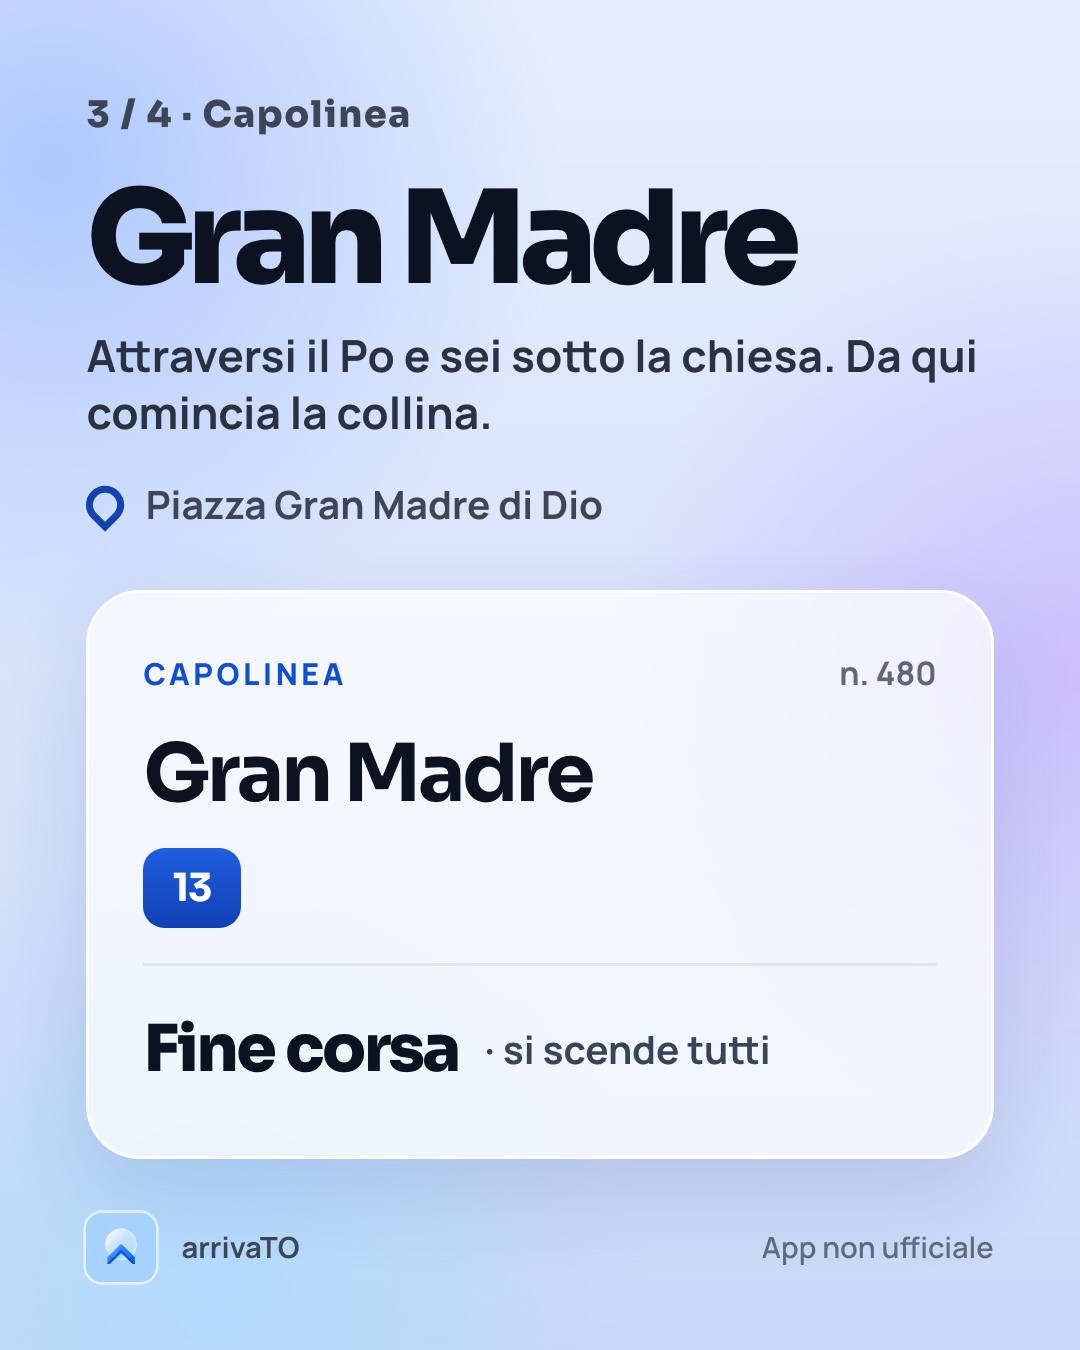 3 / 4 · Capolinea
Gran Madre
Attraversi il Po e sei sotto la chiesa. Da qui
comincia la collina.
Piazza Gran Madre di Dio
CAPOLINEA
n. 480
Gran Madre
13
Fine corsa · si scende tutti
arrivaTO
App non ufficiale